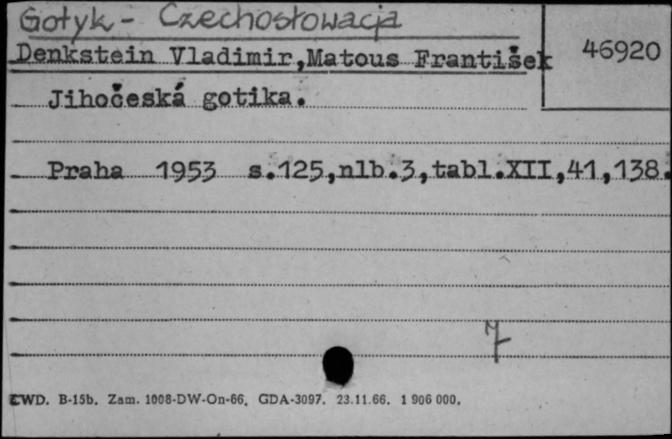 Gotyk - Czechosłowacja
Denkstein Vladimir,Matous František
46920
Jihočeská gotika.
Praha 1953 s.125,nlb.3,tabl.XII,41,138.
CWD. B-15b. Zam. 1008-DW-On-66. GDA-3097. 23.11.66. 1 906 000.